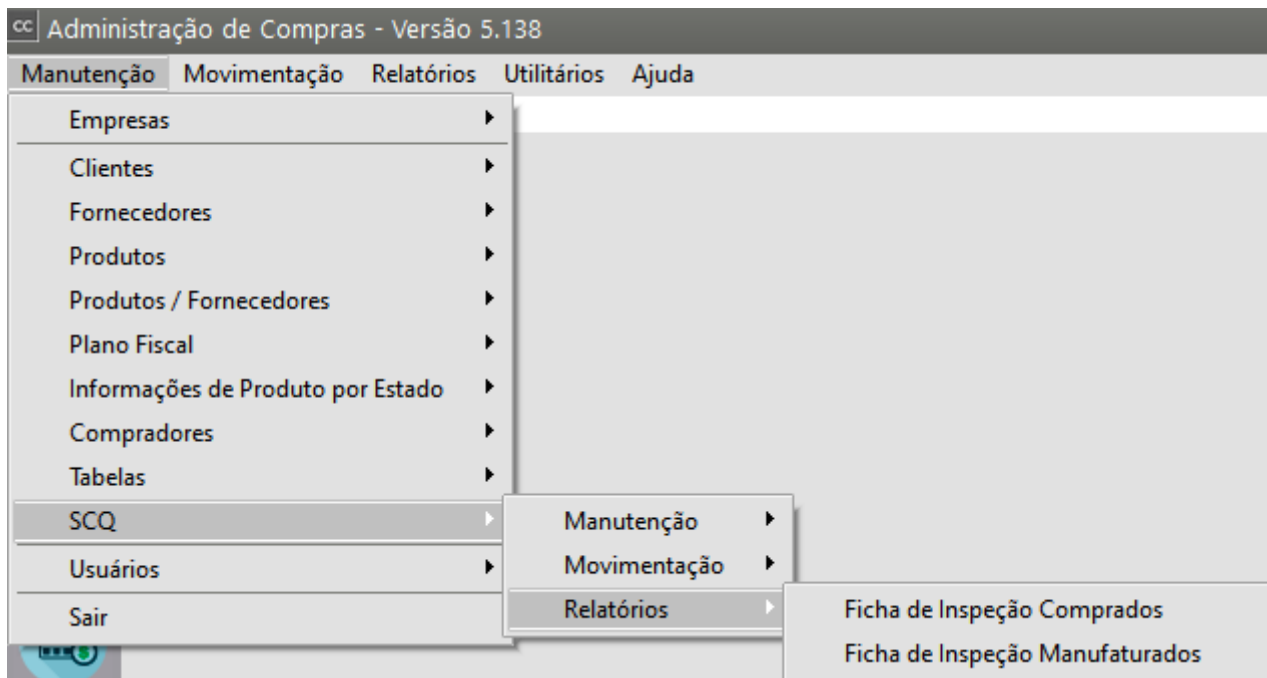 cc Administração de Compras - Versão 5.138
Manutenção Movimentação Relatórios Utilitários Ajuda
Empresas
Clientes
Fornecedores
Produtos
Produtos / Fornecedores
Plano Fiscal
Informações de Produto por Estado
Compradores
Tabelas
SCQ
Usuários
Sair
Manutenção
Movimentação
Relatórios
Ficha de Inspeção Comprados
Ficha de Inspeção Manufaturados